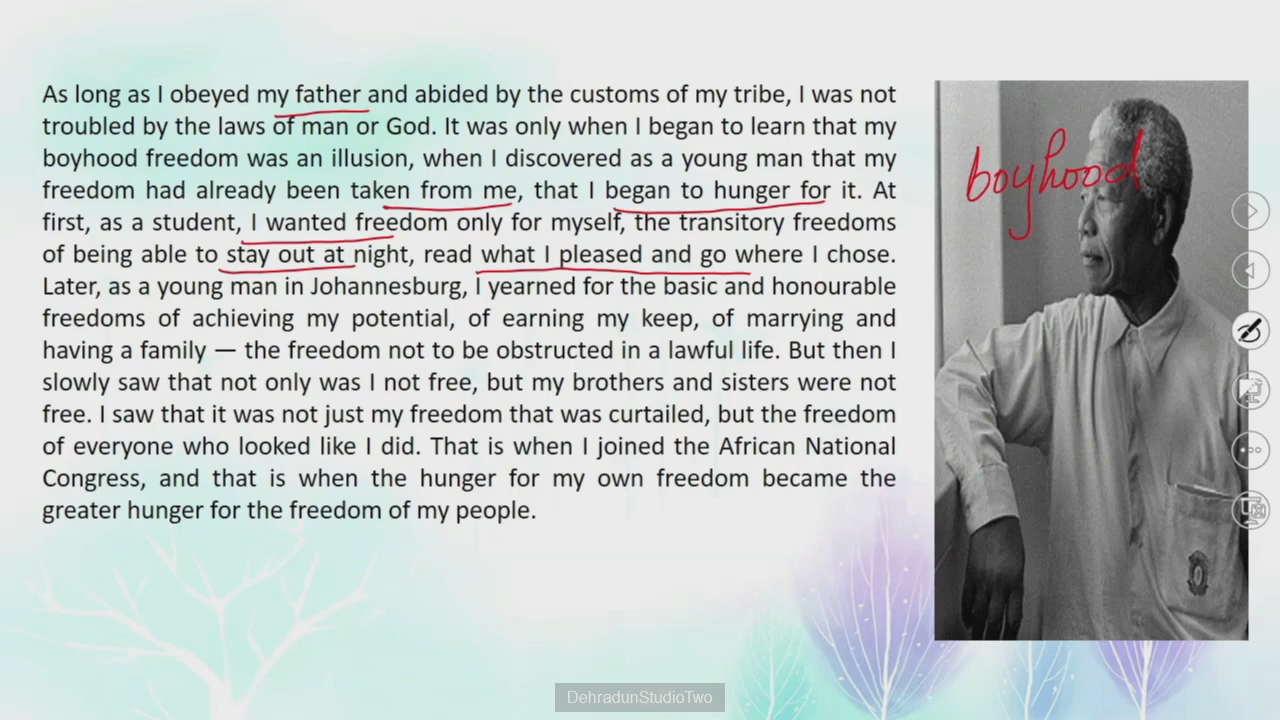 As long as I obeyed my father and abided by the customs of my tribe, I was not
troubled by the laws of man or God. It was only when I began to learn that my
boyhood freedom was an illusion, when I discovered as a young man that my
freedom had already been taken from me, that I began to hunger for it. At
first, as a student, I wanted freedom only for myself, the transitory freedoms
of being able to stay out at night, read what I pleased and go where I chose.
Later, as a young man in Johannesburg, I yearned for the basic and honourable
freedoms of achieving my potential, of earning my keep, of marrying and
having a family — the freedom not to be obstructed in a lawful life. But then I
slowly saw that not only was I not free, but my brothers and sisters were not
free. I saw that it was not just my freedom that was curtailed, but the freedom
of everyone who looked like I did. That is when I joined the African National
Congress, and that is when the hunger for my own freedom became the
greater hunger for the freedom of my people.
boyhood
DehradunStudioTwo